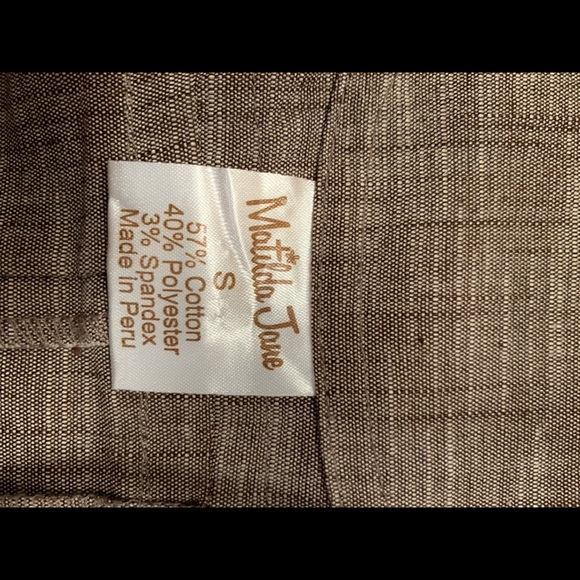 Matilda Jane
S
57% Cotton
40% Polyester
3% Spandex
Made in Peru